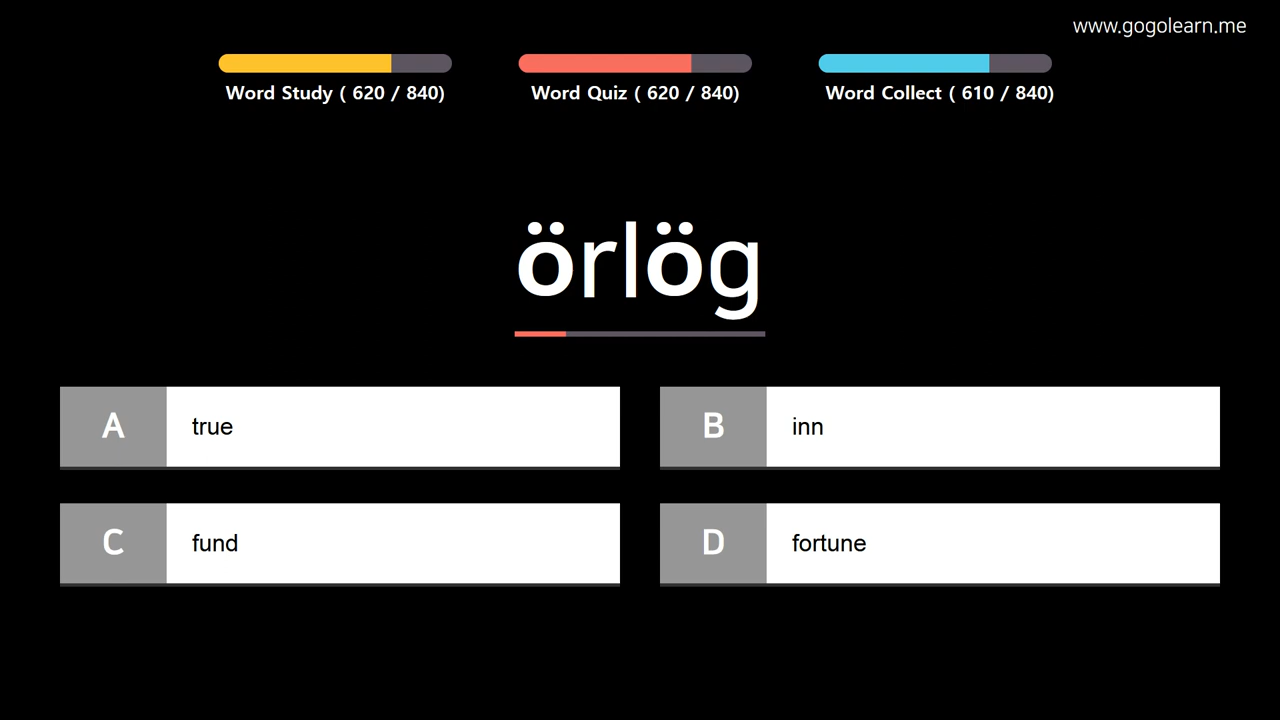 www.gogolearn.me
Word Study ( 620 / 840)
Word Quiz ( 620 / 840)
Word Collect ( 610 / 840)
örlög
A true
B inn
C fund
D fortune